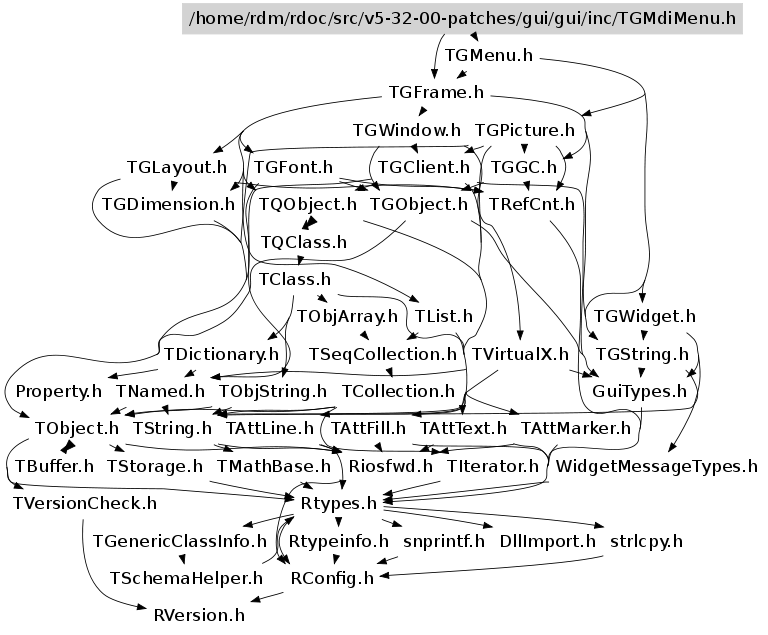 /home/rdm/rdoc/src/v5-32-00-patches/gui/gui/inc/TGMdiMenu.h
TGMenu.h
TGFrame.h
TGWindow.h TGPicture.h
TGLayout.h TGFont.h TGClient.h TGGC.h
TGDimension.h TQObject.h TGObject.h TRefCnt.h
TQClass.h
TClass.h
TObjArray.h TList.h TGWidget.h
TDictionary.h TSeqCollection.h TVirtualX.h TGString.h
Property.h TNamed.h TObjString.h TCollection.h GuiTypes.h
TObject.h TString.h TAttLine.h TAttFill.h TAttText.h TAttMarker.h
TBuffer.h TStorage.h TMathBase.h Riosfwd.h TIterator.h WidgetMessageTypes.h
TVersionCheck.h Rtypes.h
TGenericClassInfo.h Rtypeinfo.h snprintf.h DllImport.h strlcpy.h
TSchemaHelper.h RConfig.h
RVersion.h